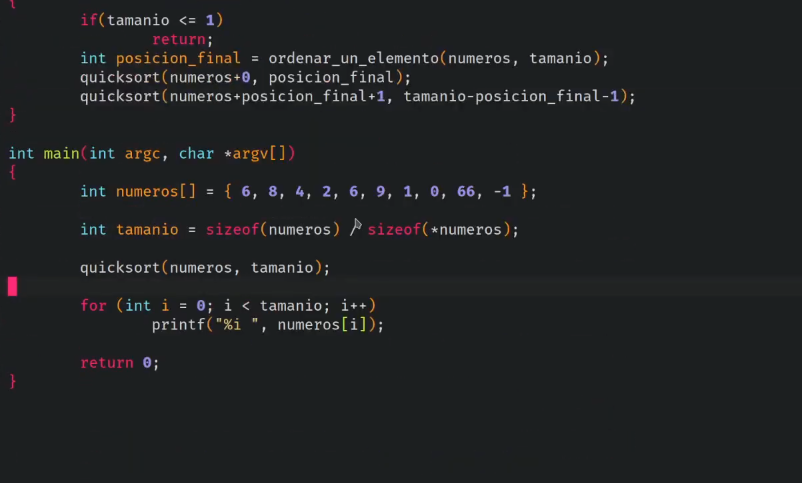 {
if(tamanio <= 1)
return;
int posicion_final = ordenar_un_elemento(numeros, tamanio);
quicksort(numeros+0, posicion_final);
quicksort(numeros+posicion_final+1, tamanio-posicion_final-1);
}
int main(int argc, char *argv[])
{
int numeros[] = { 6, 8, 4, 2, 6, 9, 1, 0, 66, -1 };
int tamanio = sizeof(numeros) / sizeof(*numeros);
quicksort(numeros, tamanio);
for (int i = 0; i < tamanio; i++)
printf("%i ", numeros[i]);
return 0;
}